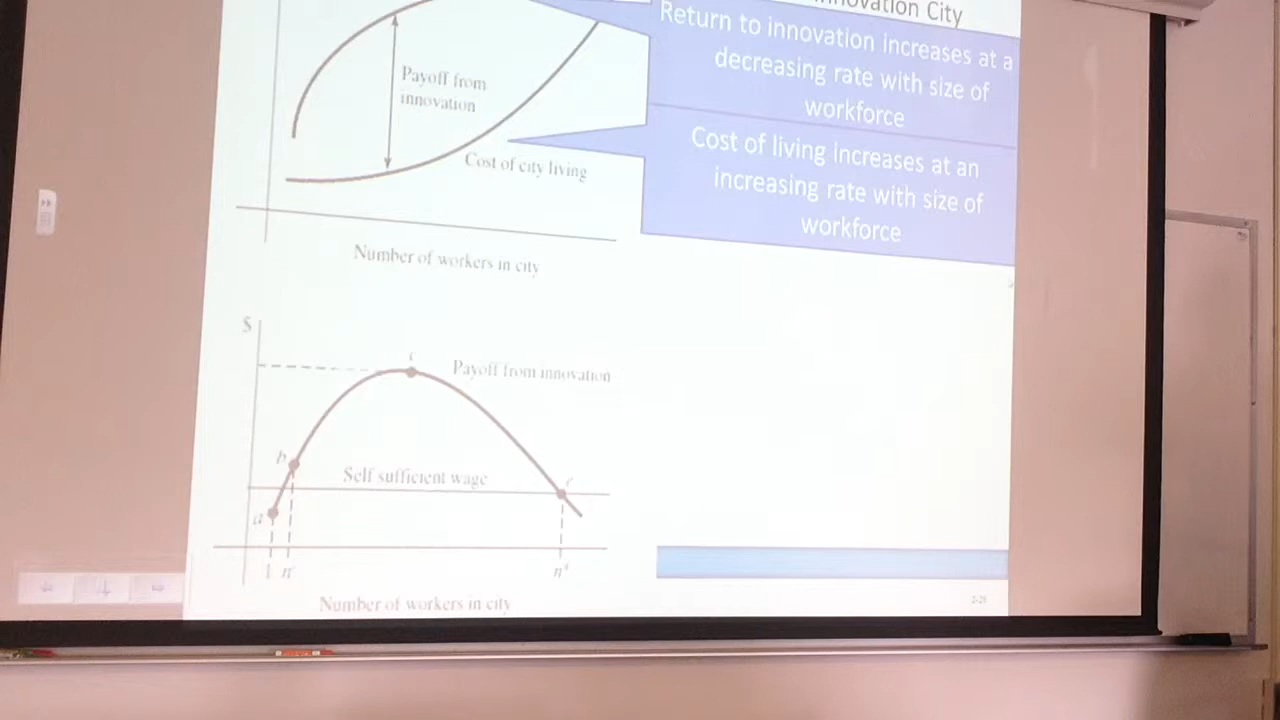 Innovation City
Return to innovation increases at a
decreasing rate with size of
workforce
Payoff from
innovation
Cost of city living
Cost of living increases at an
increasing rate with size of
workforce
Number of workers in city
$
c
Payoff from innovation
b
Self sufficient wage
e
a
1 n' n*
Number of workers in city